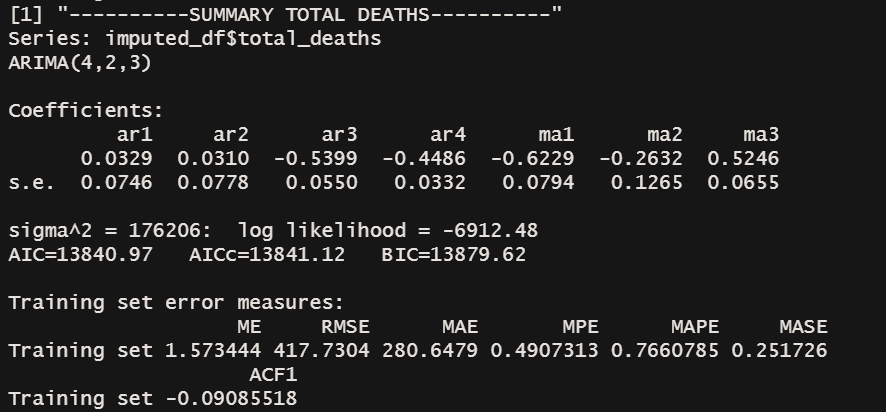 [1] "----------SUMMARY TOTAL DEATHS----------"
Series: imputed_df$total_deaths
ARIMA(4,2,3)
Coefficients:
ar1 ar2 ar3 ar4 ma1 ma2 ma3
0.0329 0.0310 -0.5399 -0.4486 -0.6229 -0.2632 0.5246
s.e. 0.0746 0.0778 0.0550 0.0332 0.0794 0.1265 0.0655
sigma^2 = 176206: log likelihood = -6912.48
AIC=13840.97 AICc=13841.12 BIC=13879.62
Training set error measures:
ME RMSE MAE MPE MAPE MASE
Training set 1.573444 417.7304 280.6479 0.4907313 0.7660785 0.251726
ACF1
Training set -0.09085518